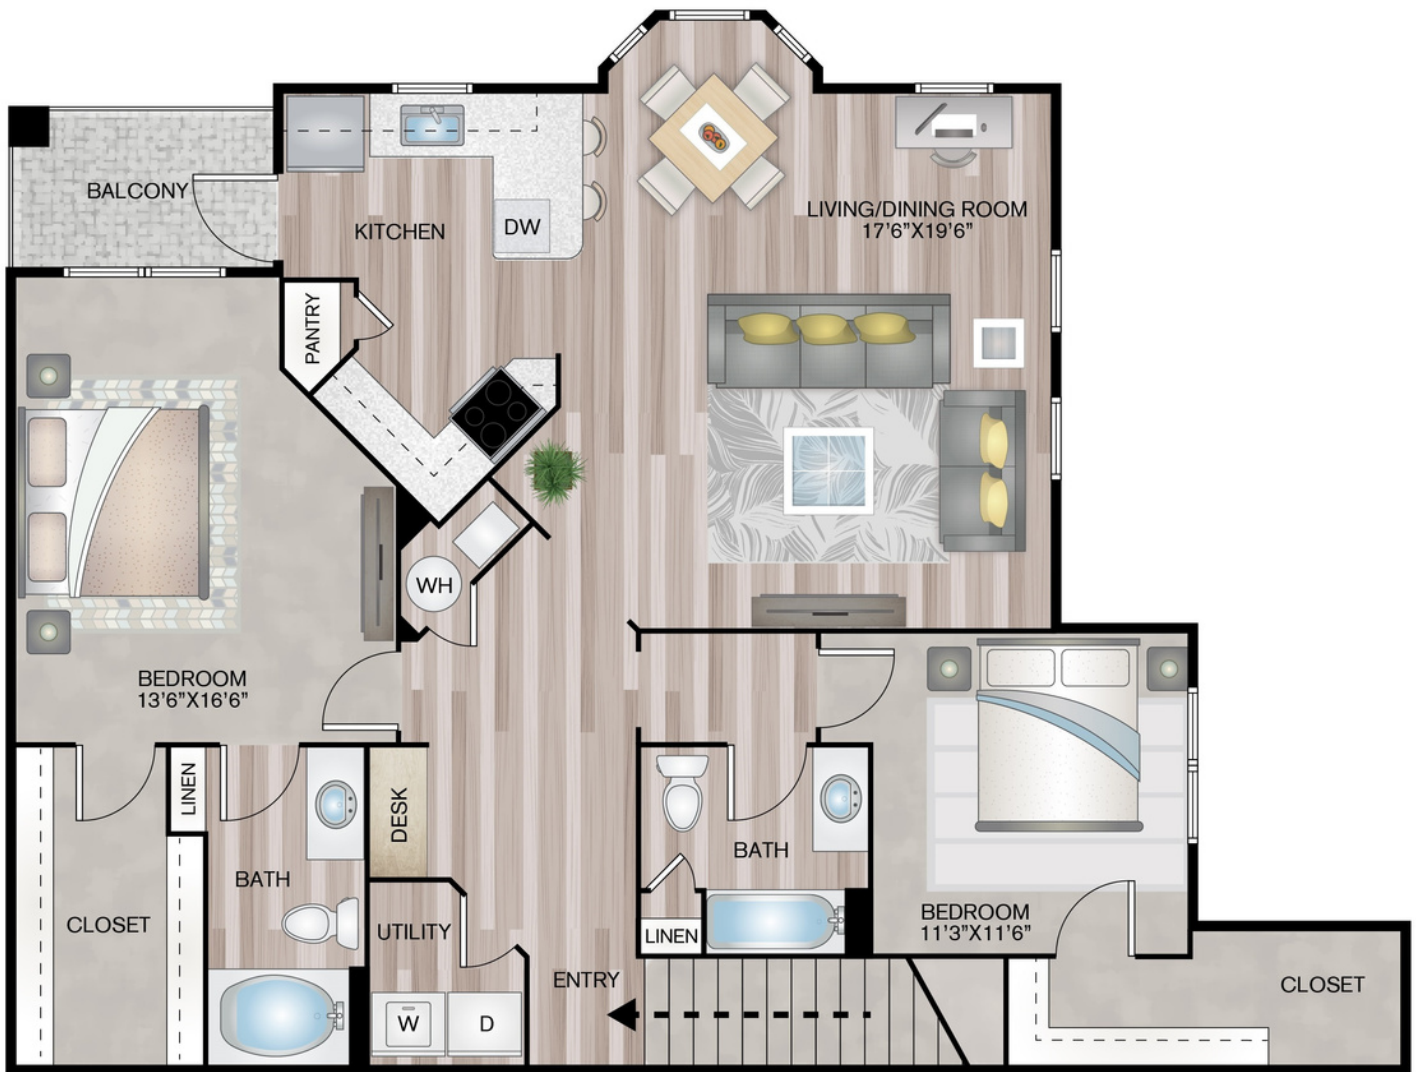 BALCONY
KITCHEN
DW
LIVING/DINING ROOM
17'6"X19'6"
PANTRY
WH
BEDROOM
13'6"X16'6"
LINEN
DESK
BATH
BATH
CLOSET
UTILITY
LINEN
BEDROOM
11'3"X11'6"
ENTRY
CLOSET
W
D